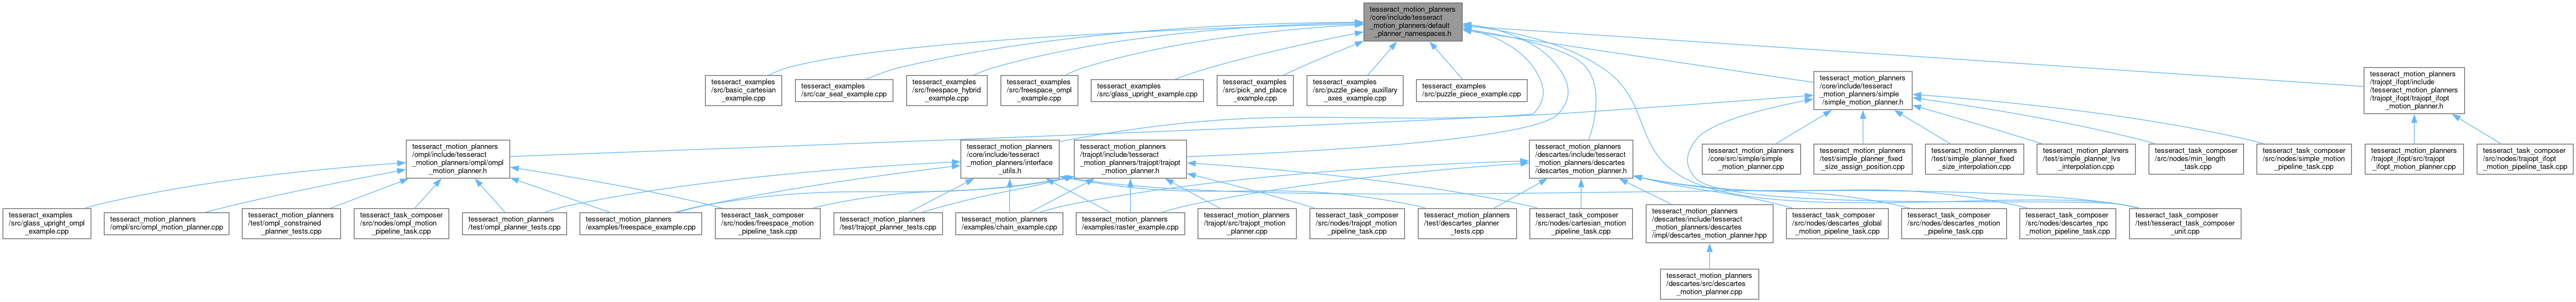 tesseract_motion_planners
/core/include/tesseract
_motion_planners/default
_planner_namespaces.h
tesseract_examples
/src/basic_cartesian
_example.cpp
tesseract_examples
/src/car_seat_example.cpp
tesseract_examples
/src/freespace_hybrid
_example.cpp
tesseract_examples
/src/freespace_ompl
_example.cpp
tesseract_examples
/src/glass_upright_example.cpp
tesseract_examples
/src/pick_and_place
_example.cpp
tesseract_examples
/src/puzzle_piece_auxillary
_axes_example.cpp
tesseract_examples
/src/puzzle_piece_example.cpp
tesseract_motion_planners
/core/include/tesseract
_motion_planners/simple
/simple_motion_planner.h
tesseract_motion_planners
/trajopt_ifopt/include
/tesseract_motion_planners
/trajopt_ifopt/trajopt_ifopt
_motion_planner.h
tesseract_motion_planners
/ompl/include/tesseract
_motion_planners/ompl/ompl
_motion_planner.h
tesseract_motion_planners
/core/include/tesseract
_motion_planners/interface
_utils.h
tesseract_motion_planners
/trajopt/include/tesseract
_motion_planners/trajopt/trajopt
_motion_planner.h
tesseract_motion_planners
/descartes/include/tesseract
_motion_planners/descartes
/descartes_motion_planner.h
tesseract_motion_planners
/core/src/simple/simple
_motion_planner.cpp
tesseract_motion_planners
/test/simple_planner_fixed
_size_assign_position.cpp
tesseract_motion_planners
/test/simple_planner_fixed
_size_interpolation.cpp
tesseract_motion_planners
/test/simple_planner_lvs
_interpolation.cpp
tesseract_task_composer
/src/nodes/min_length
_task.cpp
tesseract_task_composer
/src/nodes/simple_motion
_pipeline_task.cpp
tesseract_motion_planners
/trajopt_ifopt/src/trajopt
_ifopt_motion_planner.cpp
tesseract_task_composer
/src/nodes/trajopt_ifopt
_motion_pipeline_task.cpp
tesseract_examples
/src/glass_upright_ompl
_example.cpp
tesseract_motion_planners
/ompl/src/ompl_motion_planner.cpp
tesseract_motion_planners
/test/ompl_constrained
_planner_tests.cpp
tesseract_task_composer
/src/nodes/ompl_motion
_pipeline_task.cpp
tesseract_motion_planners
/test/ompl_planner_tests.cpp
tesseract_motion_planners
/examples/freespace_example.cpp
tesseract_task_composer
/src/nodes/freespace_motion
_pipeline_task.cpp
tesseract_motion_planners
/test/trajopt_planner_tests.cpp
tesseract_motion_planners
/examples/chain_example.cpp
tesseract_motion_planners
/examples/raster_example.cpp
tesseract_motion_planners
/trajopt/src/trajopt_motion
_planner.cpp
tesseract_task_composer
/src/nodes/trajopt_motion
_pipeline_task.cpp
tesseract_motion_planners
/test/descartes_planner
_tests.cpp
tesseract_task_composer
/src/nodes/cartesian_motion
_pipeline_task.cpp
tesseract_motion_planners
/descartes/include/tesseract
_motion_planners/descartes
/impl/descartes_motion_planner.hpp
tesseract_task_composer
/src/nodes/descartes_global
_motion_pipeline_task.cpp
tesseract_task_composer
/src/nodes/descartes_motion
_pipeline_task.cpp
tesseract_task_composer
/src/nodes/descartes_npc
_motion_pipeline_task.cpp
tesseract_task_composer
/test/tesseract_task_composer
_unit.cpp
tesseract_motion_planners
/descartes/src/descartes
_motion_planner.cpp